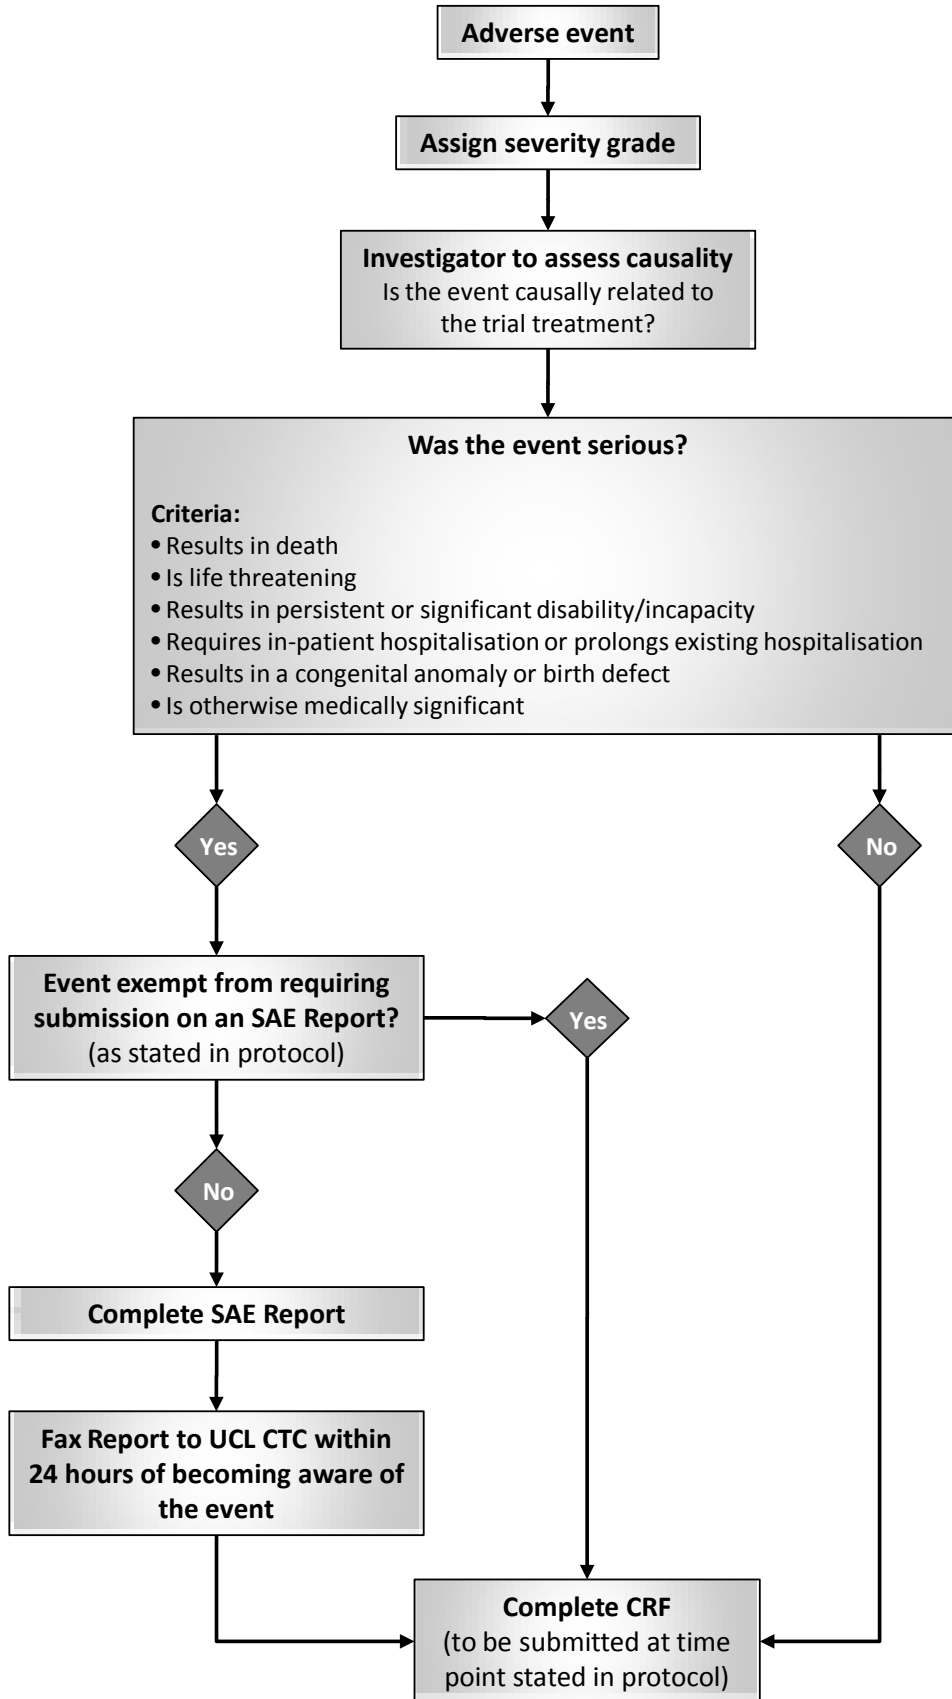 Adverse event
Assign severity grade
Investigator to assess causality
Is the event causally related to
the trial treatment?
Was the event serious?
Criteria:
• Results in death
• Is life threatening
• Results in persistent or significant disability/incapacity
• Requires in-patient hospitalisation or prolongs existing hospitalisation
• Results in a congenital anomaly or birth defect
• Is otherwise medically significant
Yes
No
Event exempt from requiring
submission on an SAE Report?
(as stated in protocol)
Yes
No
Complete SAE Report
Fax Report to UCL CTC within
24 hours of becoming aware of
the event
Complete CRF
(to be submitted at time
point stated in protocol)